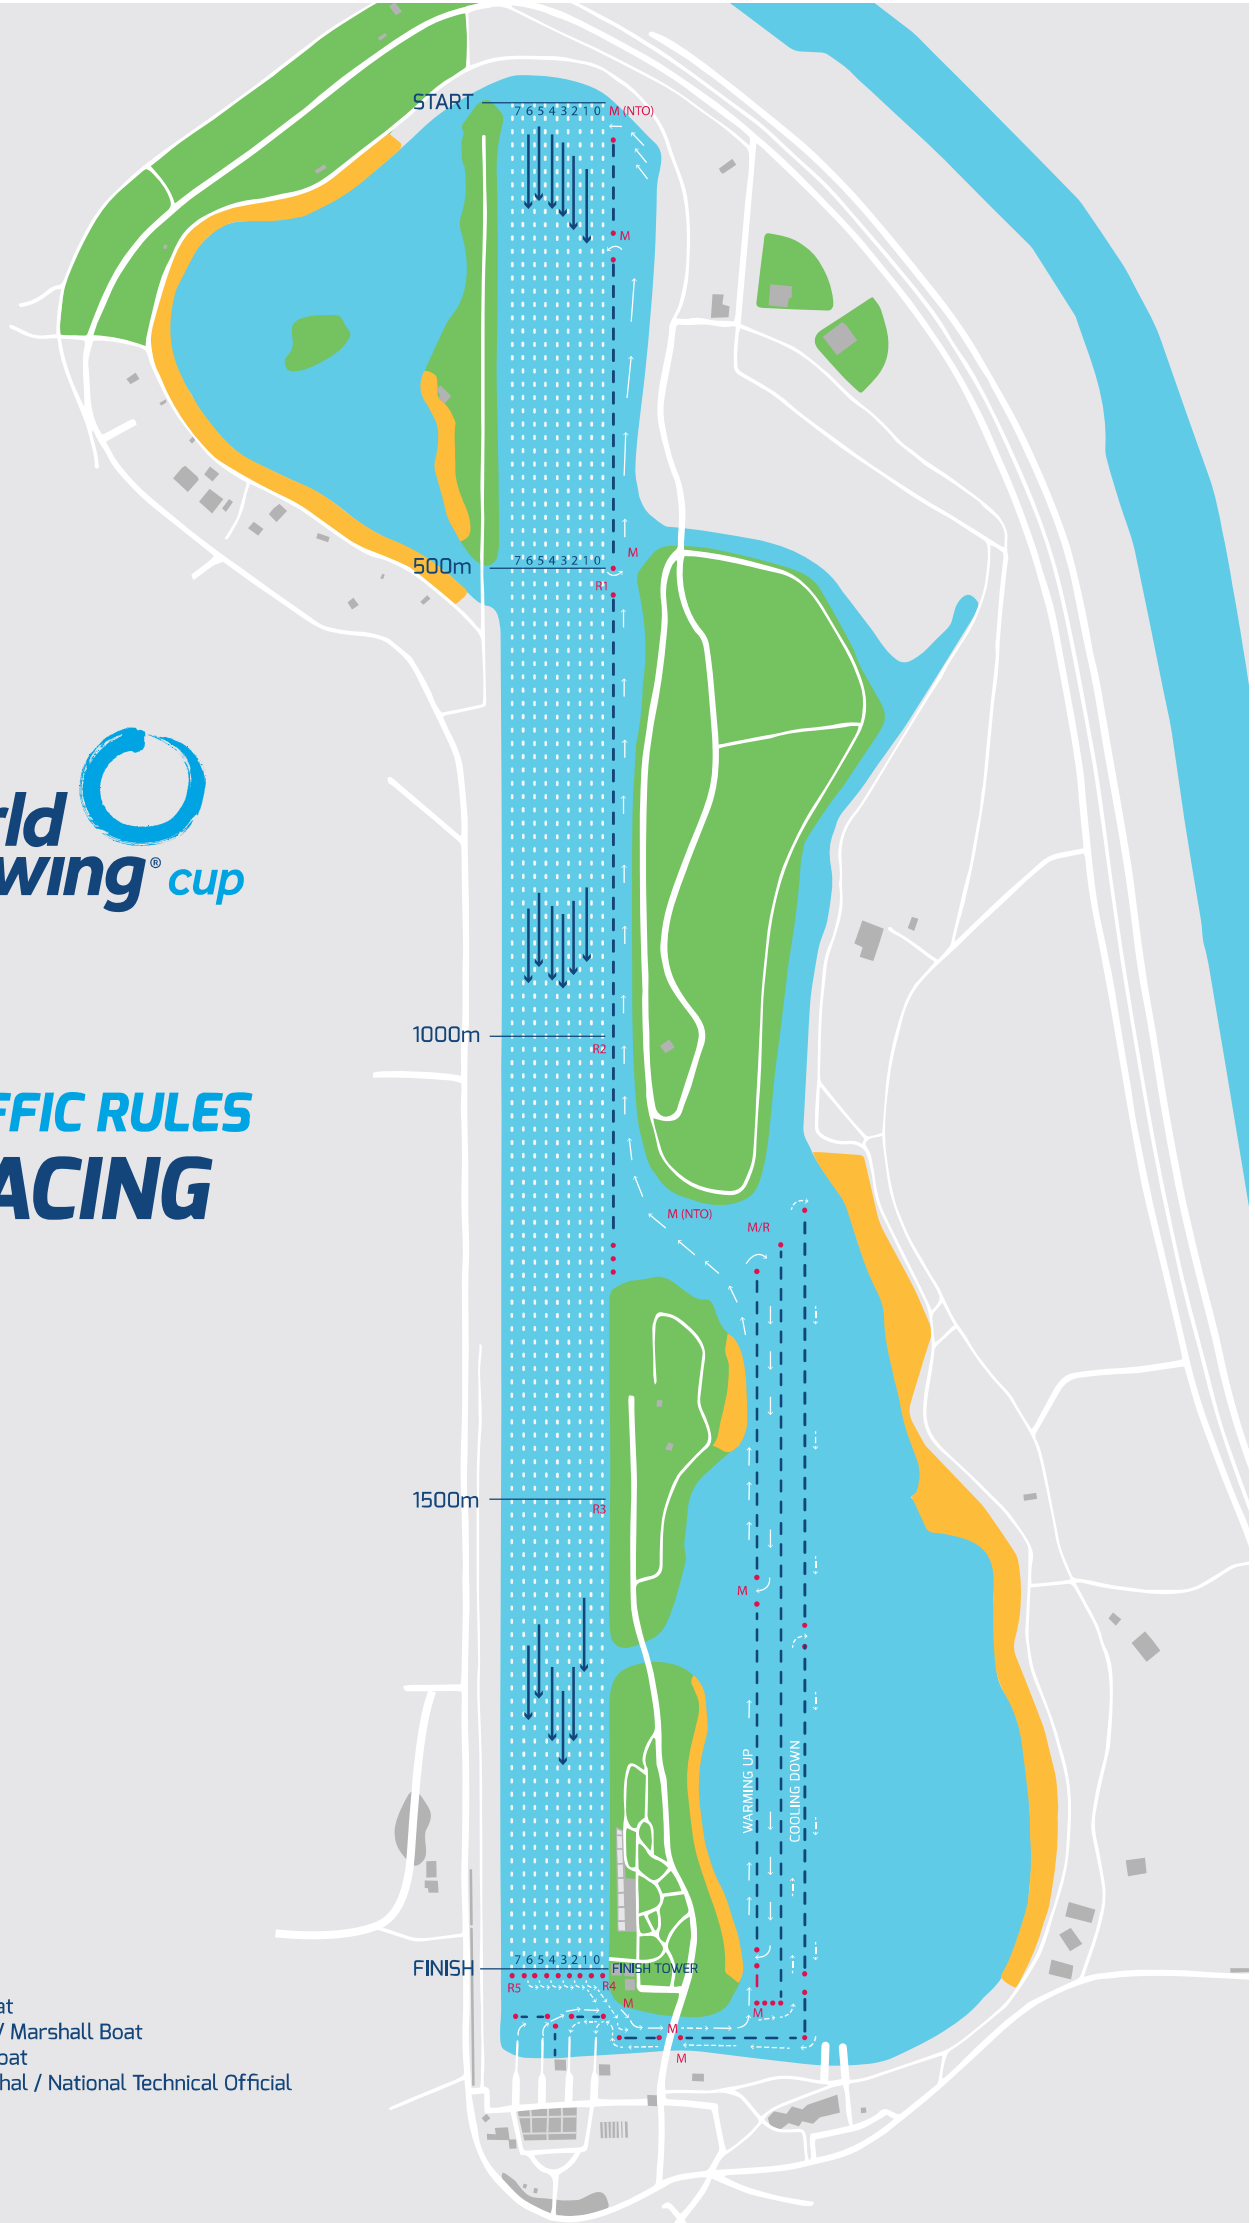 START
7 6 5 4 3 2 1 0
M (NTO)
M
M
500m
7 6 5 4 3 2 1 0
R1
rld
wing® cup
1000m
R2
FFIC RULES
ACING
M (NTO)
M/R
1500m
R3
M
WARMING UP
COOLING DOWN
7 6 5 4 3 2 1 0
FINISH
FINISH TOWER
R5
R4
M
M
M
M
at
/ Marshall Boat
oat
hal / National Technical Official